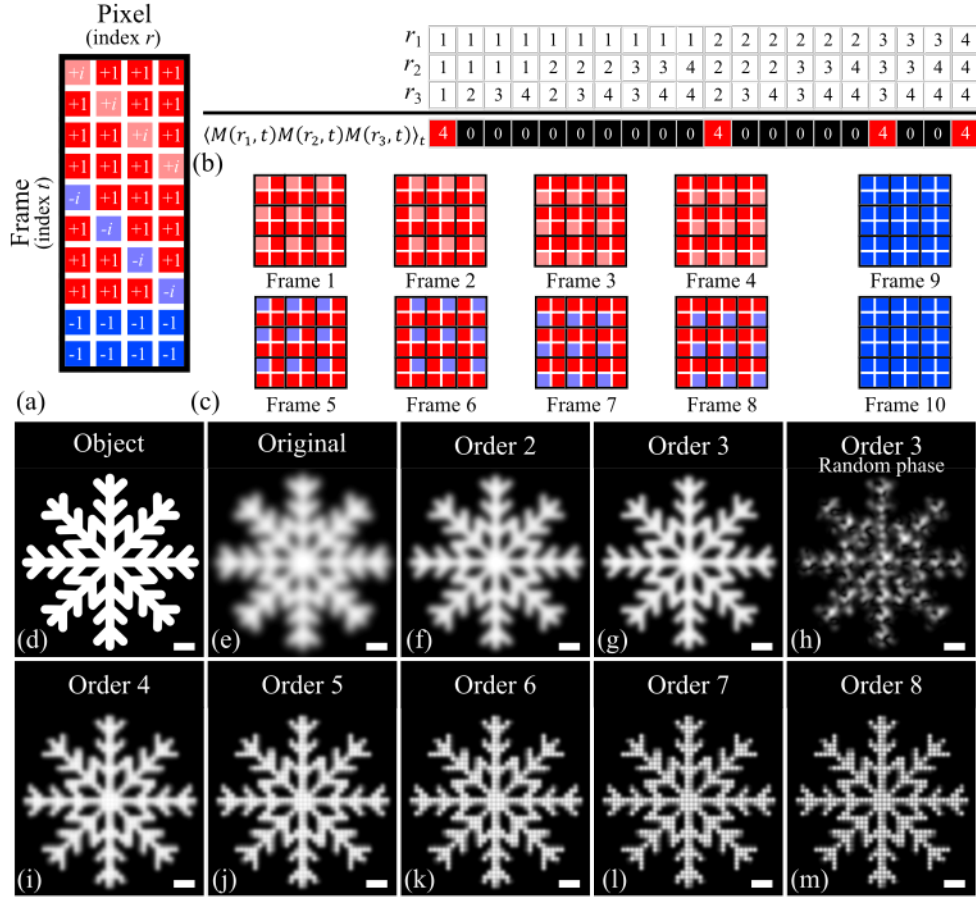 Pixel
(index r)
Frame
(index t)
+i +1 +1 +1
+1 +i +1 +1
+1 +1 +i +1
+1 +1 +1 +i
-i +1 +1 +1
+1 -i +1 +1
+1 +1 -i +1
+1 +1 +1 -i
-1 -1 -1 -1
-1 -1 -1 -1
(a)
r₁ 1 1 1 1 1 1 1 1 1 1 2 2 2 2 2 2 3 3 3 4
r₂ 1 1 1 1 2 2 2 3 3 4 2 2 2 3 3 4 3 3 4 4
r₃ 1 2 3 4 2 3 4 3 4 4 2 3 4 3 4 4 3 4 4 4
⟨M(r₁,t)M(r₂,t)M(r₃,t)⟩ₜ 4 0 0 0 0 0 0 0 0 0 4 0 0 0 0 0 4 0 0 4
(b)
Frame 1 Frame 2 Frame 3 Frame 4 Frame 9
Frame 5 Frame 6 Frame 7 Frame 8 Frame 10
(c)
Object
(d)
Original
(e)
Order 2
(f)
Order 3
(g)
Order 3
Random phase
(h)
Order 4
(i)
Order 5
(j)
Order 6
(k)
Order 7
(l)
Order 8
(m)